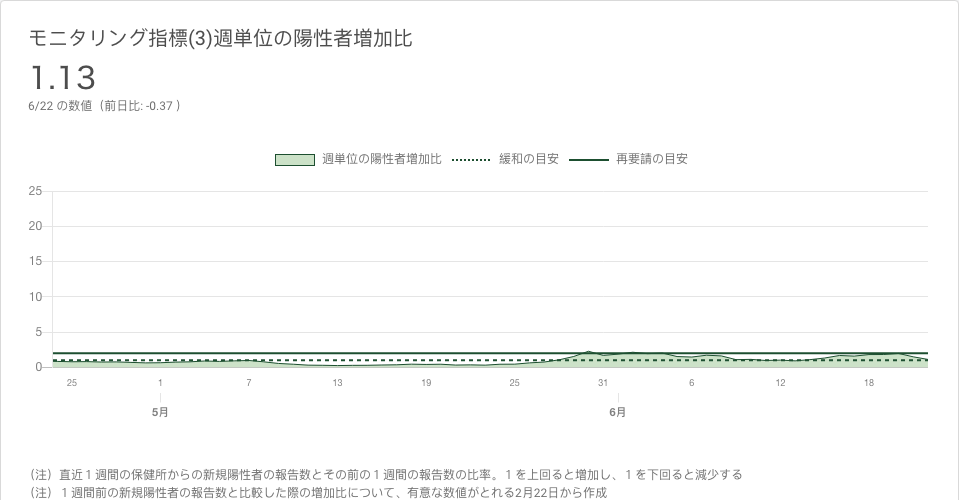 モニタリング指標(3)週単位の陽性者増加比
1.13
6/22 の数値（前日比: -0.37 ）
週単位の陽性者増加比 緩和の目安 再要請の目安
25
20
15
10
5
0
25 1 7 13 19 25 31 6 12 18
5月 6月
（注）直近１週間の保健所からの新規陽性者の報告数とその前の１週間の報告数の比率。１を上回ると増加し、１を下回ると減少する
（注）１週間前の新規陽性者の報告数と比較した際の増加比について、有意な数値がとれる2月22日から作成